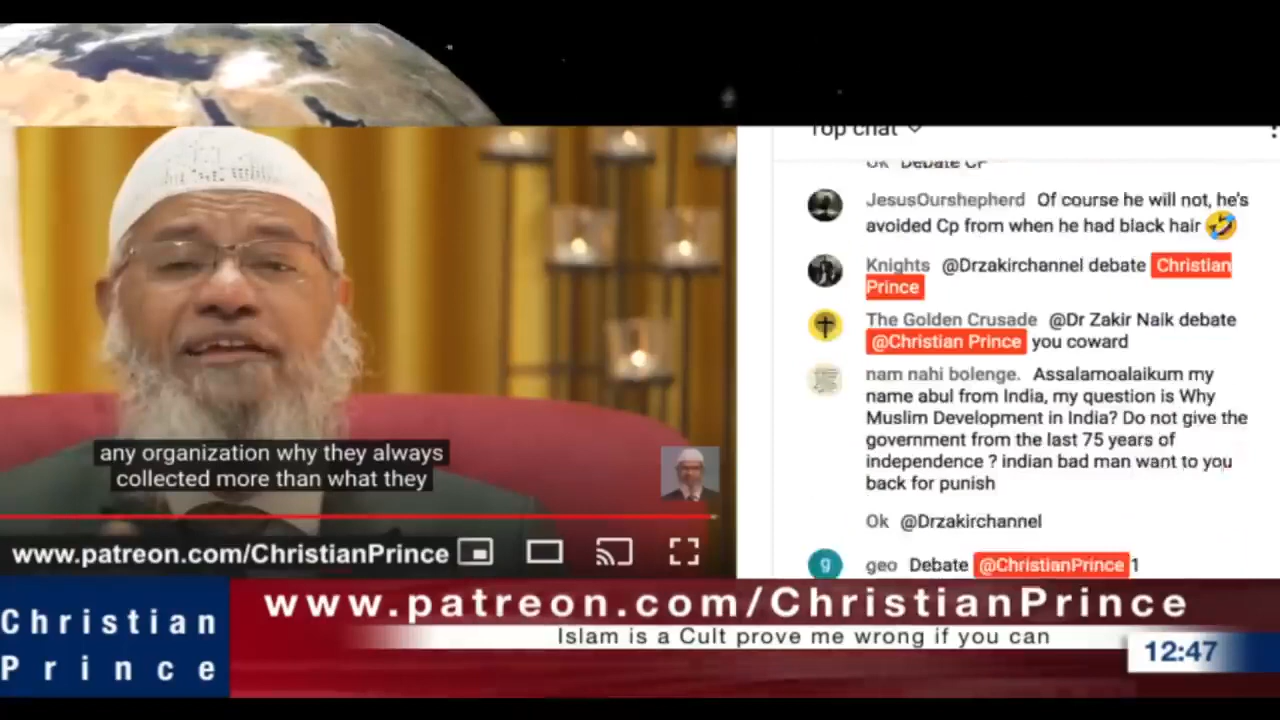 Top chat
Ok Debate CP
JesusOurshepherd Of course he will not, he's
avoided Cp from when he had black hair 🤣
Knights @Drzakirchannel debate Christian
Prince
The Golden Crusade @Dr Zakir Naik debate
@Christian Prince you coward
nam nahi bolenge. Assalamoalaikum my
name abul from India, my question is Why
Muslim Development in India? Do not give the
government from the last 75 years of
independence ? indian bad man want to you
back for punish
Ok @Drzakirchannel
g geo Debate @ChristianPrince 1
any organization why they always
collected more than what they
www.patreon.com/ChristianPrince
Christian
Prince
www.patreon.com/ChristianPrince
Islam is a Cult prove me wrong if you can
12:47